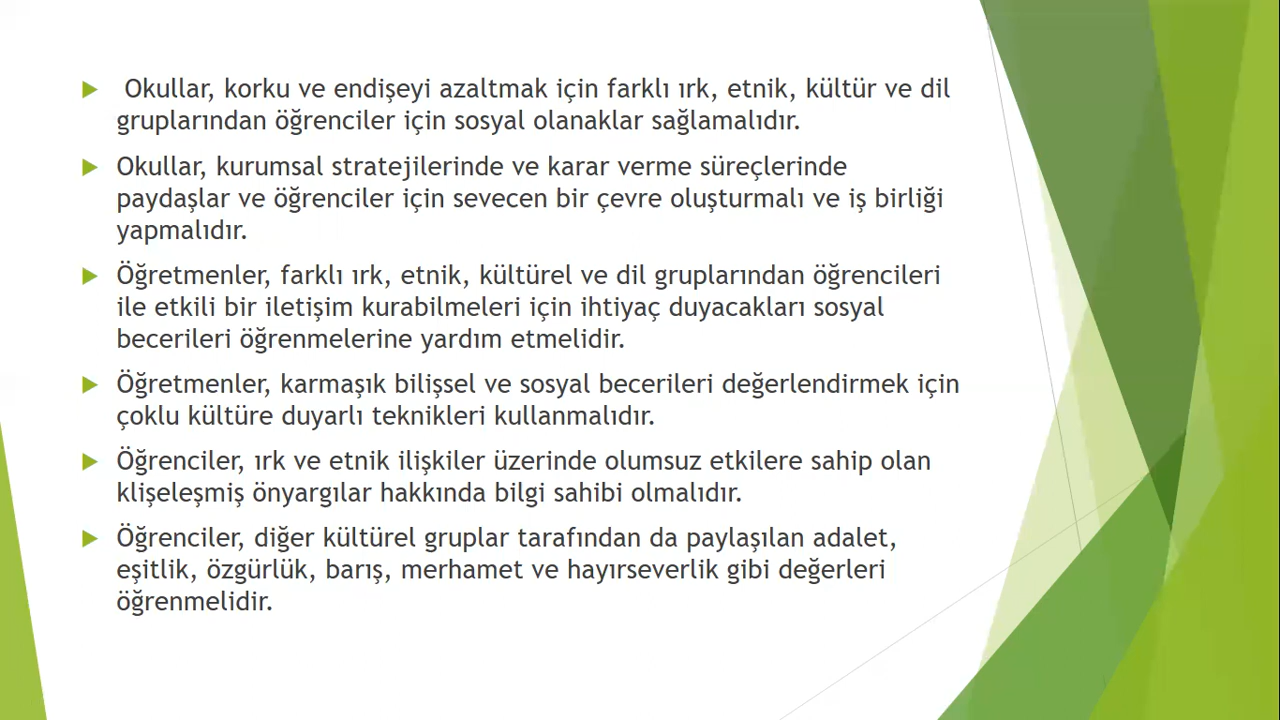 Okullar, korku ve endişeyi azaltmak için farklı ırk, etnik, kültür ve dil
gruplarından öğrenciler için sosyal olanaklar sağlamalıdır.
Okullar, kurumsal stratejilerinde ve karar verme süreçlerinde
paydaşlar ve öğrenciler için sevecen bir çevre oluşturmalı ve iş birliği
yapmalıdır.
Öğretmenler, farklı ırk, etnik, kültürel ve dil gruplarından öğrencileri
ile etkili bir iletişim kurabilmeleri için ihtiyaç duyacakları sosyal
becerileri öğrenmelerine yardım etmelidir.
Öğretmenler, karmaşık bilişsel ve sosyal becerileri değerlendirmek için
çoklu kültüre duyarlı teknikleri kullanmalıdır.
Öğrenciler, ırk ve etnik ilişkiler üzerinde olumsuz etkilere sahip olan
klişeleşmiş önyargılar hakkında bilgi sahibi olmalıdır.
Öğrenciler, diğer kültürel gruplar tarafından da paylaşılan adalet,
eşitlik, özgürlük, barış, merhamet ve hayırseverlik gibi değerleri
öğrenmelidir.